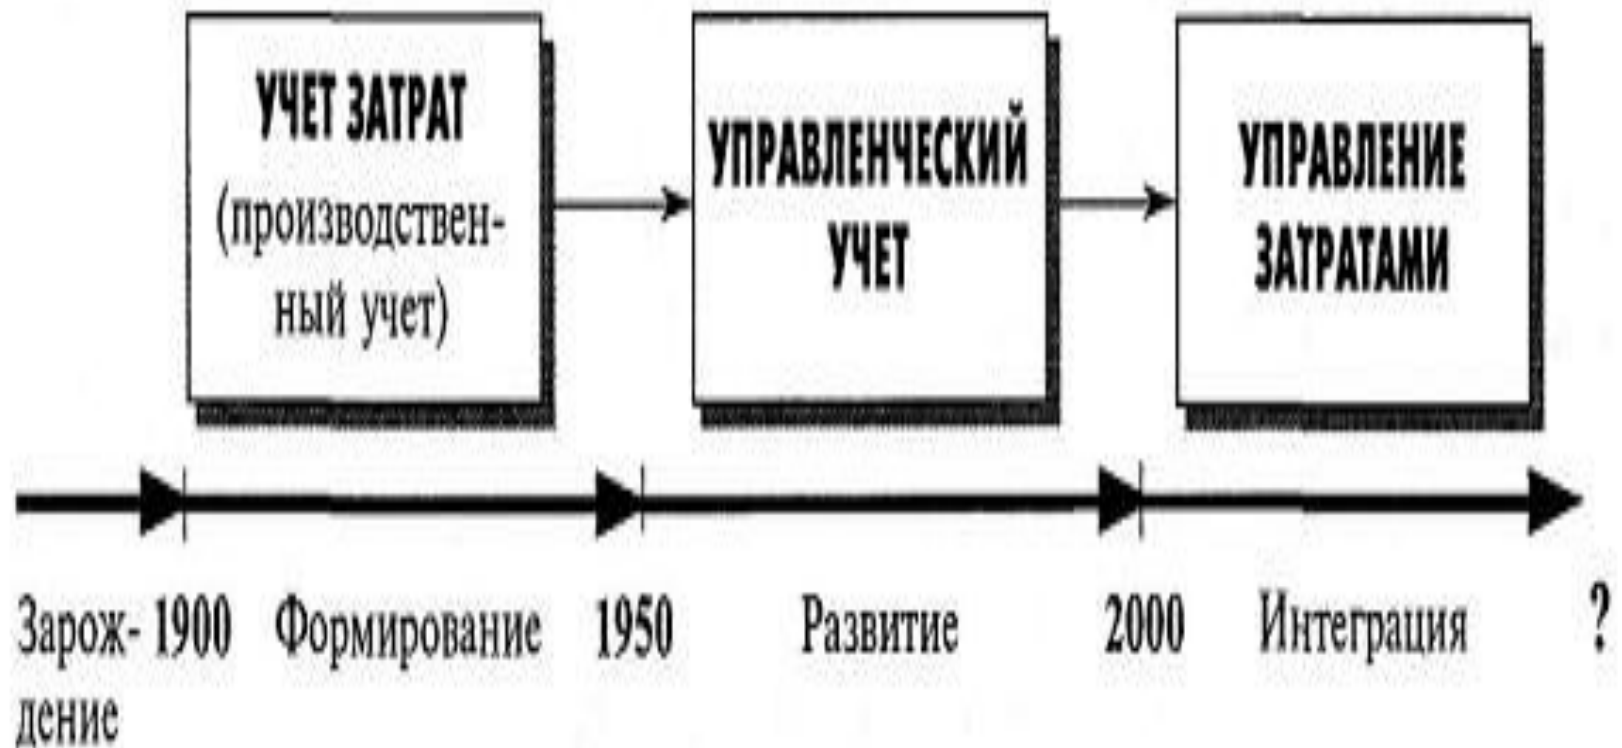 УЧЕТ ЗАТРАТ
(производствен-
ный учет)
УПРАВЛЕНЧЕСКИЙ
УЧЕТ
УПРАВЛЕНИЕ
ЗАТРАТАМИ
Зарож- 1900 Формирование 1950 Развитие 2000 Интеграция ?
дение